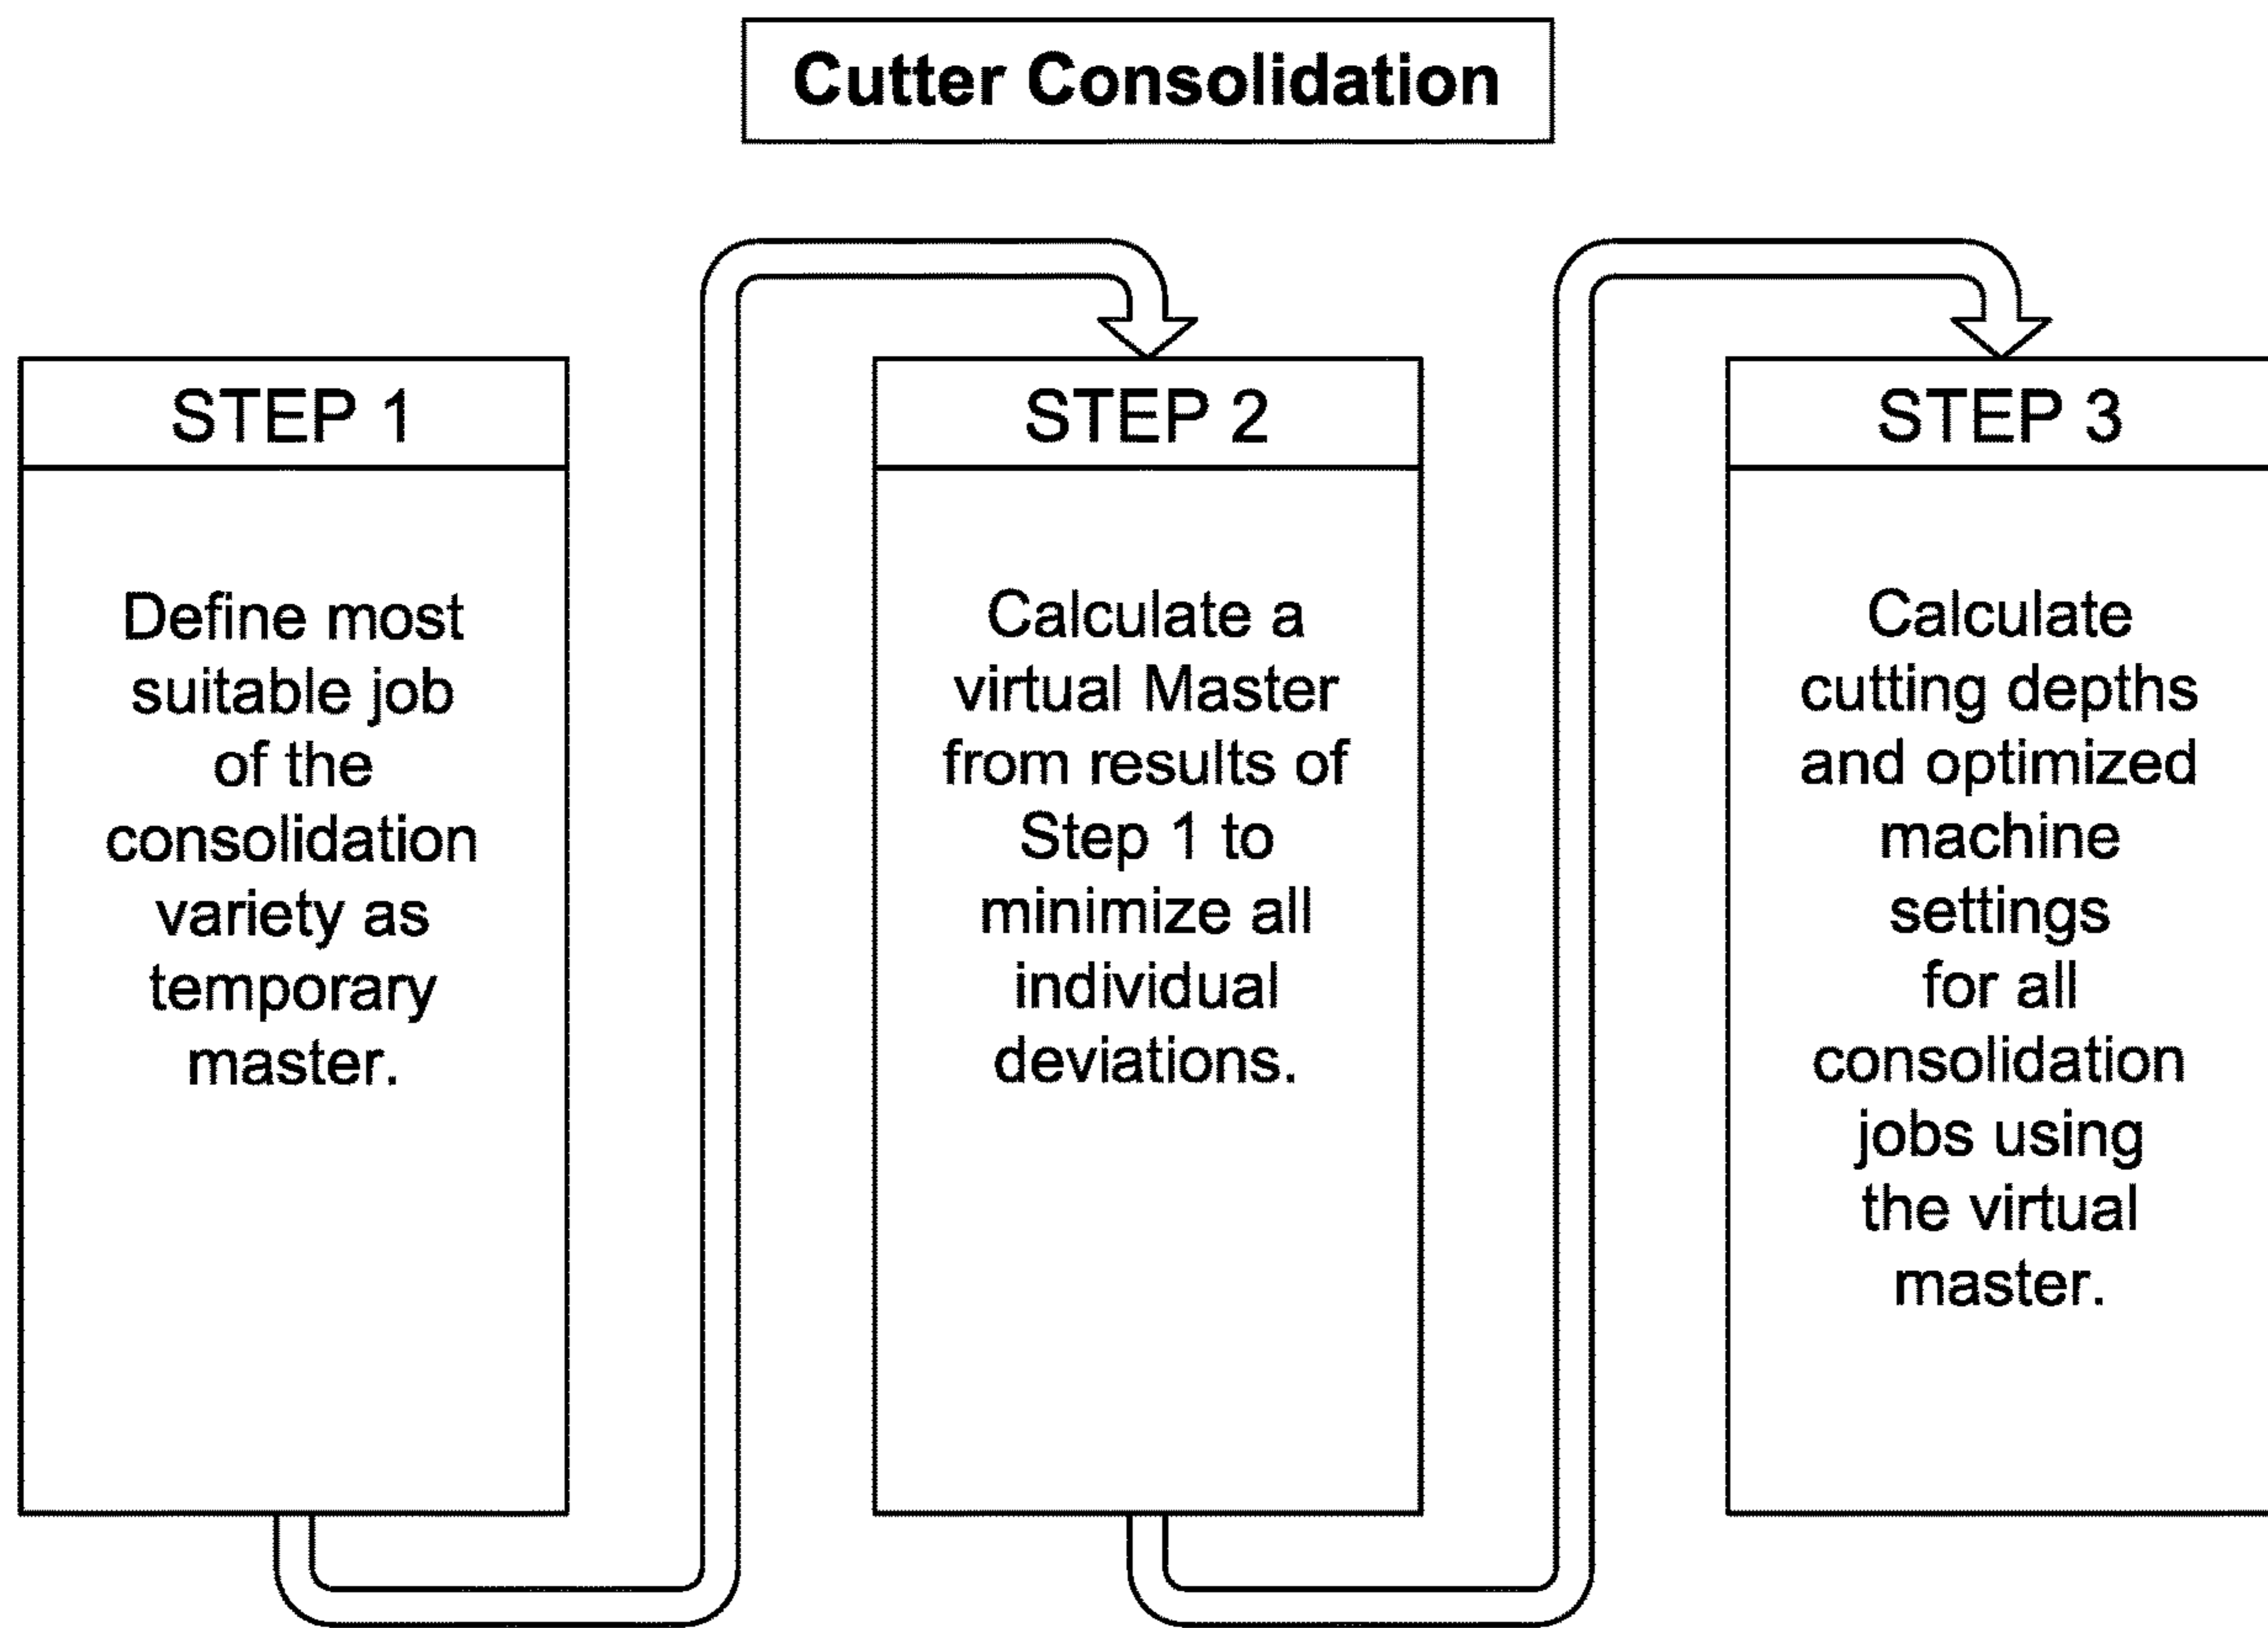 Cutter Consolidation
STEP 1
Define most
suitable job
of the
consolidation
variety as
temporary
master.
STEP 2
Calculate a
virtual Master
from results of
Step 1 to
minimize all
individual
deviations.
STEP 3
Calculate
cutting depths
and optimized
machine
settings
for all
consolidation
jobs using
the virtual
master.